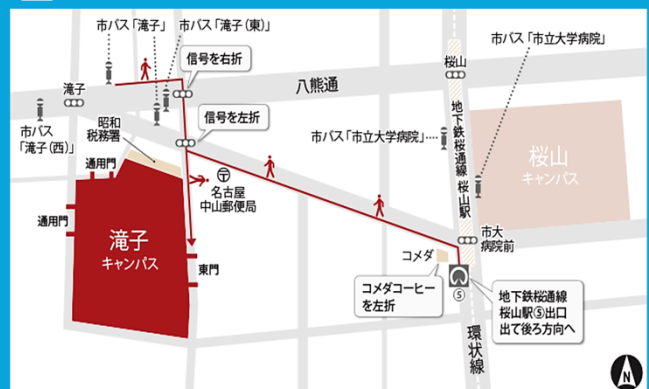 市バス「滝子」
市バス「滝子(東)」
信号を右折
滝子
八熊通
桜山
市バス「市立大学病院」
市バス
「滝子(西)」
昭和
税務署
信号を左折
市バス「市立大学病院」
地下鉄桜通線 桜山駅
桜山
キャンパス
通用門
〒
名古屋
中山郵便局
通用門
滝子
キャンパス
東門
コメダ
市大
病院前
コメダコーヒー
を左折
⑤
地下鉄桜通線
桜山駅⑤出口
出て後ろ方向へ
環状線
N